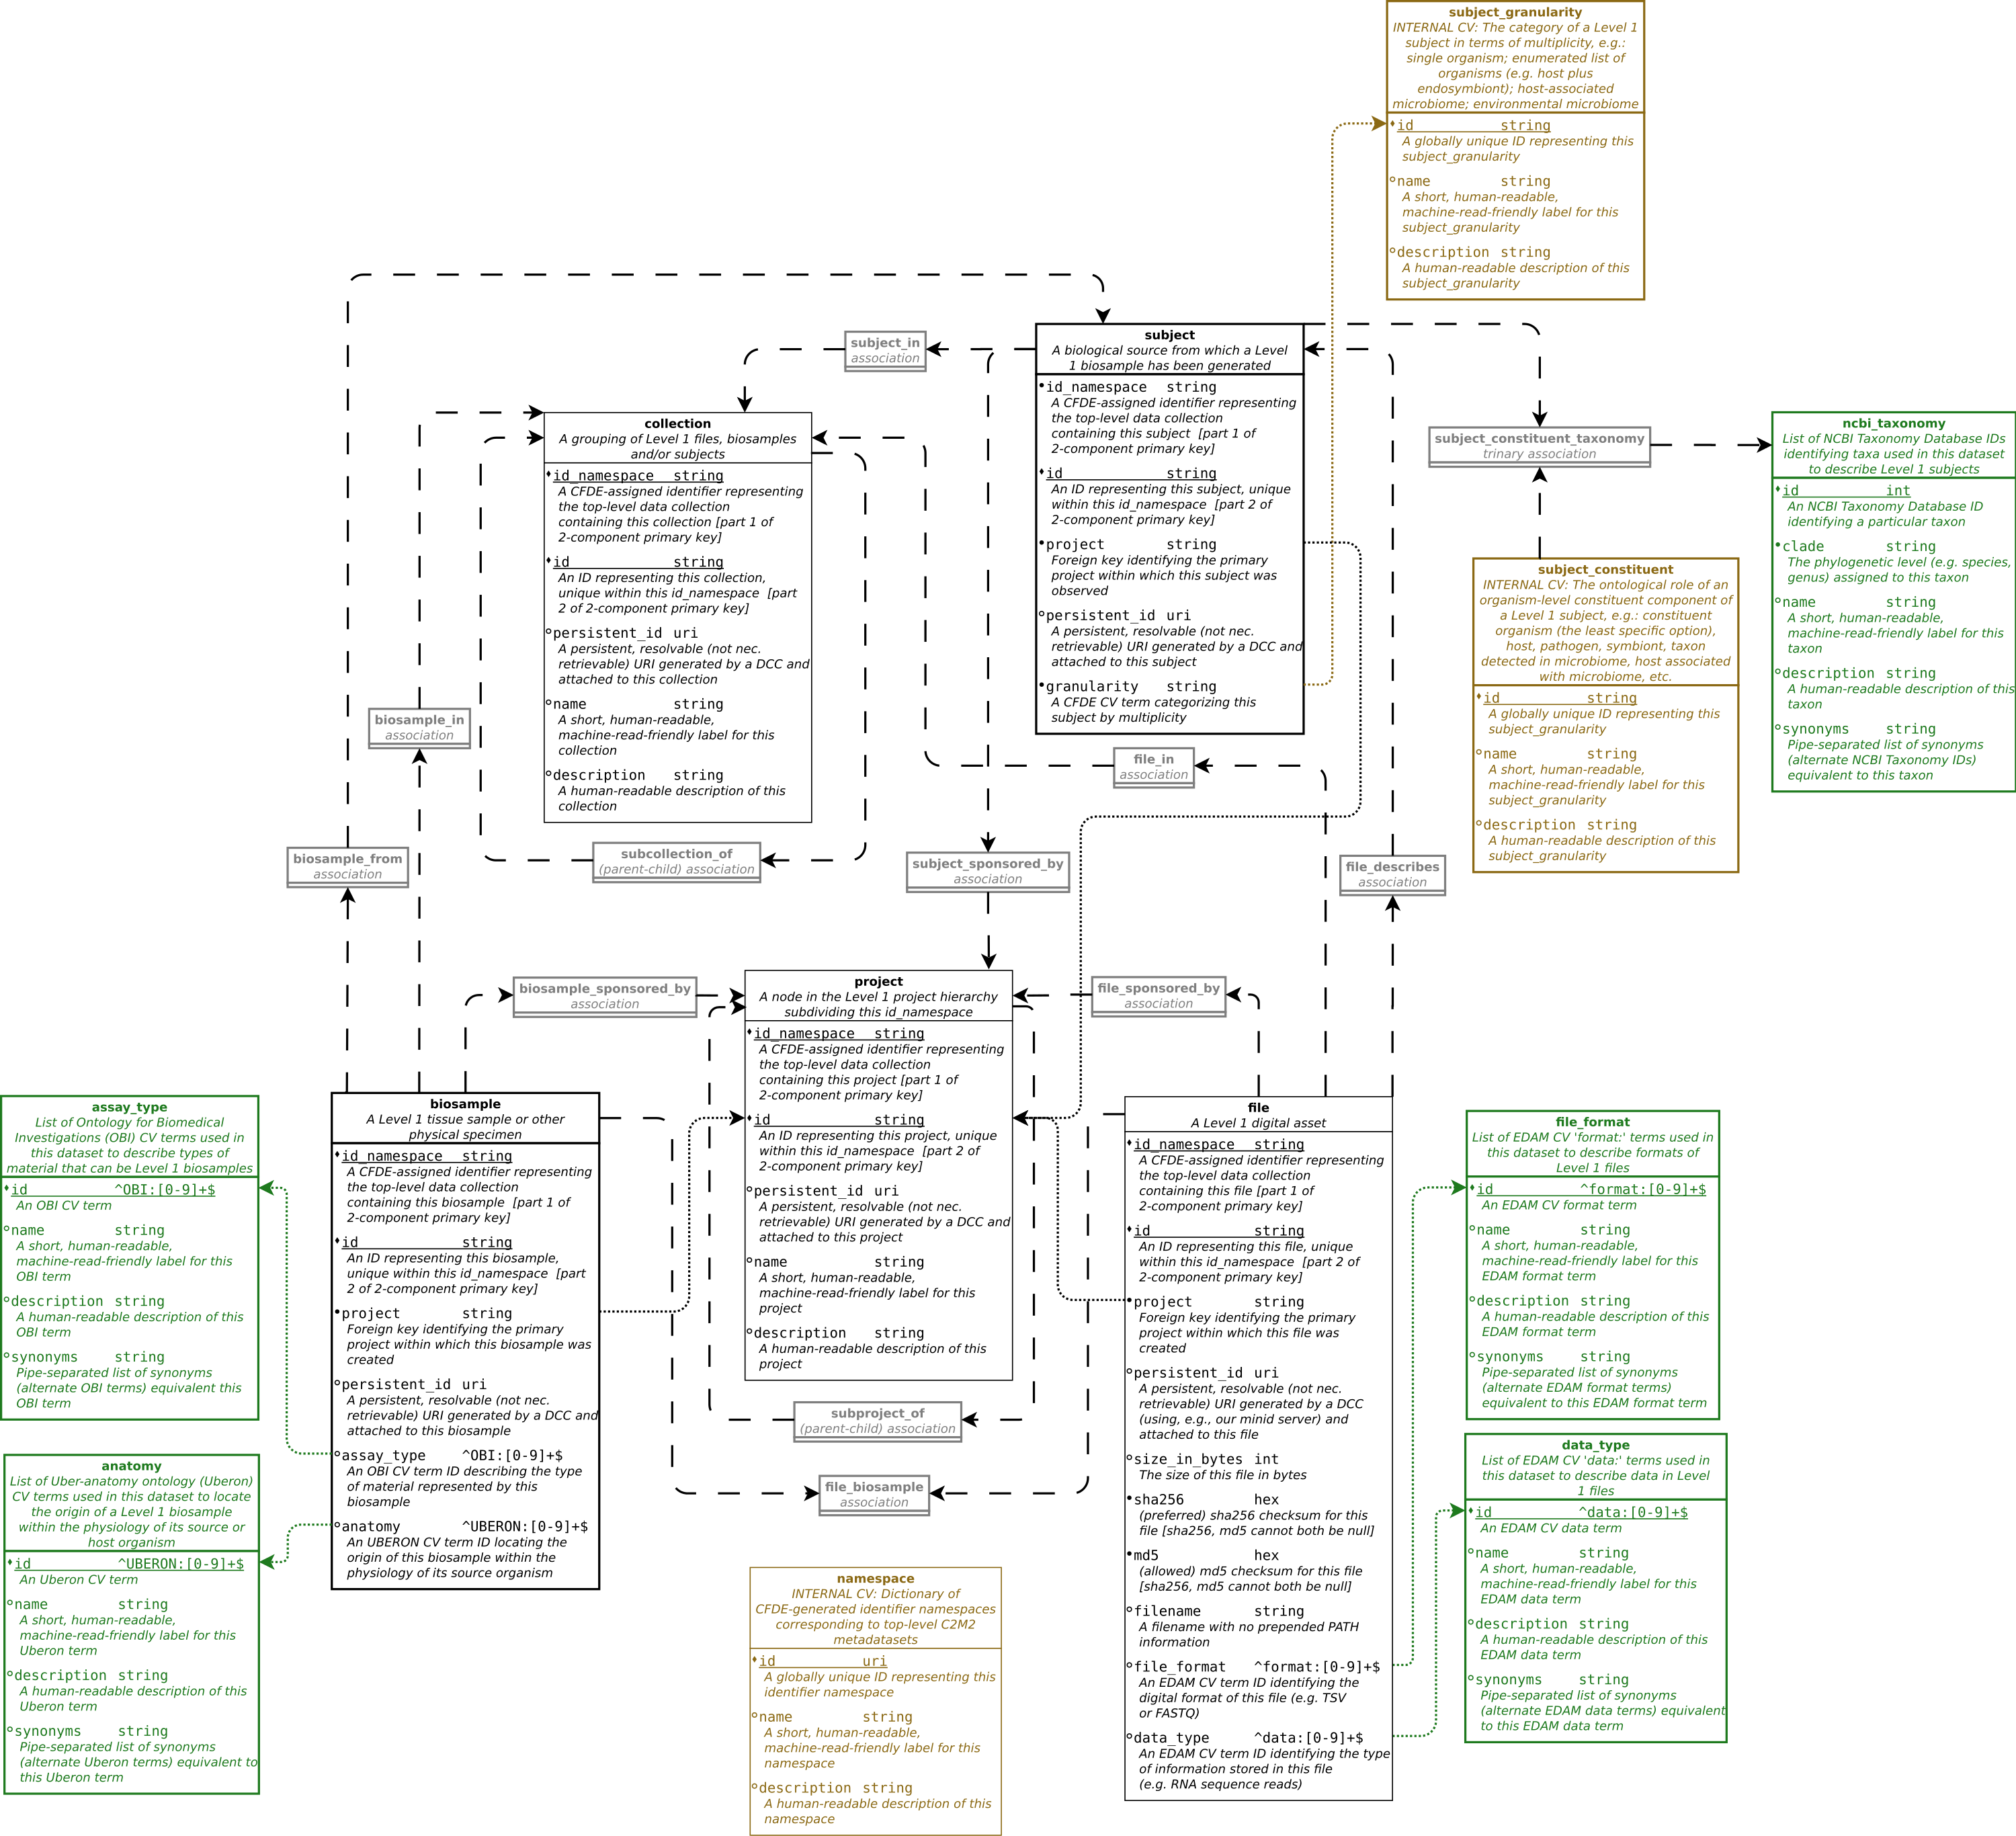 subject_granularity
INTERNAL CV: The category of a Level 1
subject in terms of multiplicity, e.g.:
single organism; enumerated list of
organisms (e.g. host plus
endosymbiont); host-associated
microbiome; environmental microbiome
id string
A globally unique ID representing this
subject_granularity
name string
A short, human-readable,
machine-read-friendly label for this
subject_granularity
description string
A human-readable description of this
subject_granularity
subject_in
association
subject
A biological source from which a Level
1 biosample has been generated
id_namespace string
A CFDE-assigned identifier representing
the top-level data collection
containing this subject [part 1 of
2-component primary key]
id string
An ID representing this subject, unique
within this id_namespace [part 2 of
2-component primary key]
project string
Foreign key identifying the primary
project within which this subject was
observed
persistent_id uri
A persistent, resolvable (not nec.
retrievable) URI generated by a DCC and
attached to this subject
granularity string
A CFDE CV term categorizing this
subject by multiplicity
collection
A grouping of Level 1 files, biosamples
and/or subjects
id_namespace string
A CFDE-assigned identifier representing
the top-level data collection
containing this collection [part 1 of
2-component primary key]
id string
An ID representing this collection,
unique within this id_namespace [part
2 of 2-component primary key]
persistent_id uri
A persistent, resolvable (not nec.
retrievable) URI generated by a DCC and
attached to this collection
name string
A short, human-readable,
machine-read-friendly label for this
collection
description string
A human-readable description of this
collection
subject_constituent_taxonomy
trinary association
ncbi_taxonomy
List of NCBI Taxonomy Database IDs
identifying taxa used in this dataset
to describe Level 1 subjects
id int
An NCBI Taxonomy Database ID
identifying a particular taxon
clade string
The phylogenetic level (e.g. species,
genus) assigned to this taxon
name string
A short, human-readable,
machine-read-friendly label for this
taxon
description string
A human-readable description of this
taxon
synonyms string
Pipe-separated list of synonyms
(alternate NCBI Taxonomy IDs)
equivalent to this taxon
subject_constituent
INTERNAL CV: The ontological role of an
organism-level constituent component of
a Level 1 subject, e.g.: constituent
organism (the least specific option),
host, pathogen, symbiont, taxon
detected in microbiome, host associated
with microbiome, etc.
id string
A globally unique ID representing this
subject_granularity
name string
A short, human-readable,
machine-read-friendly label for this
subject_granularity
description string
A human-readable description of this
subject_granularity
biosample_in
association
file_in
association
biosample_from
association
subcollection_of
(parent-child) association
subject_sponsored_by
association
file_describes
association
biosample_sponsored_by
association
project
A node in the Level 1 project hierarchy
subdividing this id_namespace
id_namespace string
A CFDE-assigned identifier representing
the top-level data collection
containing this project [part 1 of
2-component primary key]
id string
An ID representing this project, unique
within this id_namespace [part 2 of
2-component primary key]
persistent_id uri
A persistent, resolvable (not nec.
retrievable) URI generated by a DCC and
attached to this project
name string
A short, human-readable,
machine-read-friendly label for this
project
description string
A human-readable description of this
project
file_sponsored_by
association
assay_type
List of Ontology for Biomedical
Investigations (OBI) CV terms used in
this dataset to describe types of
material that can be Level 1 biosamples
id ^OBI:[0-9]+$
An OBI CV term
name string
A short, human-readable,
machine-read-friendly label for this
OBI term
description string
A human-readable description of this
OBI term
synonyms string
Pipe-separated list of synonyms
(alternate OBI terms) equivalent this
OBI term
biosample
A Level 1 tissue sample or other
physical specimen
id_namespace string
A CFDE-assigned identifier representing
the top-level data collection
containing this biosample [part 1 of
2-component primary key]
id string
An ID representing this biosample,
unique within this id_namespace [part
2 of 2-component primary key]
project string
Foreign key identifying the primary
project within which this biosample was
created
persistent_id uri
A persistent, resolvable (not nec.
retrievable) URI generated by a DCC and
attached to this biosample
assay_type ^OBI:[0-9]+$
An OBI CV term ID describing the type
of material represented by this
biosample
anatomy ^UBERON:[0-9]+$
An UBERON CV term ID locating the
origin of this biosample within the
physiology of its source organism
file
A Level 1 digital asset
id_namespace string
A CFDE-assigned identifier representing
the top-level data collection
containing this file [part 1 of
2-component primary key]
id string
An ID representing this file, unique
within this id_namespace [part 2 of
2-component primary key]
project string
Foreign key identifying the primary
project within which this file was
created
persistent_id uri
A persistent, resolvable (not nec.
retrievable) URI generated by a DCC
(using, e.g., our minid server) and
attached to this file
size_in_bytes int
The size of this file in bytes
sha256 hex
(preferred) sha256 checksum for this
file [sha256, md5 cannot both be null]
md5 hex
(allowed) md5 checksum for this file
[sha256, md5 cannot both be null]
filename string
A filename with no prepended PATH
information
file_format ^format:[0-9]+$
An EDAM CV term ID identifying the
digital format of this file (e.g. TSV
or FASTQ)
data_type ^data:[0-9]+$
An EDAM CV term ID identifying the type
of information stored in this file
(e.g. RNA sequence reads)
file_format
List of EDAM CV 'format:' terms used in
this dataset to describe formats of
Level 1 files
id ^format:[0-9]+$
An EDAM CV format term
name string
A short, human-readable,
machine-read-friendly label for this
EDAM format term
description string
A human-readable description of this
EDAM format term
synonyms string
Pipe-separated list of synonyms
(alternate EDAM format terms)
equivalent to this EDAM format term
subproject_of
(parent-child) association
data_type
List of EDAM CV 'data:' terms used in
this dataset to describe data in Level
1 files
id ^data:[0-9]+$
An EDAM CV data term
name string
A short, human-readable,
machine-read-friendly label for this
EDAM data term
description string
A human-readable description of this
EDAM data term
synonyms string
Pipe-separated list of synonyms
(alternate EDAM data terms) equivalent
to this EDAM data term
anatomy
List of Uber-anatomy ontology (Uberon)
CV terms used in this dataset to locate
the origin of a Level 1 biosample
within the physiology of its source or
host organism
id ^UBERON:[0-9]+$
An Uberon CV term
name string
A short, human-readable,
machine-read-friendly label for this
Uberon term
description string
A human-readable description of this
Uberon term
synonyms string
Pipe-separated list of synonyms
(alternate Uberon terms) equivalent to
this Uberon term
file_biosample
association
namespace
INTERNAL CV: Dictionary of
CFDE-generated identifier namespaces
corresponding to top-level C2M2
metadatasets
id uri
A globally unique ID representing this
identifier namespace
name string
A short, human-readable,
machine-read-friendly label for this
namespace
description string
A human-readable description of this
namespace